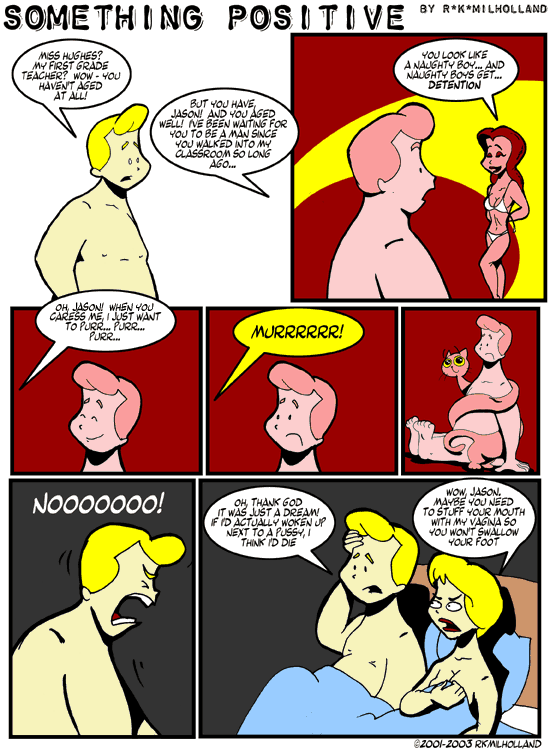 SOMETHING POSITIVE BY R*K*MILHOLLAND
MISS HUGHES?
MY FIRST GRADE
TEACHER? WOW - YOU
HAVEN'T AGED
AT ALL!
BUT YOU HAVE,
JASON! AND YOU AGED
WELL! I'VE BEEN WAITING FOR
YOU TO BE A MAN SINCE
YOU WALKED INTO MY
CLASSROOM SO LONG
AGO...
YOU LOOK LIKE
A NAUGHTY BOY... AND
NAUGHTY BOYS GET...
DETENTION
OH, JASON! WHEN YOU
CARESS ME, I JUST WANT
TO PURR... PURR...
PURR...
MURRRRRR!
NOOOOOOO!
OH, THANK GOD
IT WAS JUST A DREAM!
IF I'D ACTUALLY WOKEN UP
NEXT TO A PUSSY, I
THINK I'D DIE
WOW, JASON.
MAYBE YOU NEED
TO STUFF YOUR MOUTH
WITH MY VAGINA SO
YOU WON'T SWALLOW
YOUR FOOT
©2001-2003 RKMILHOLLAND